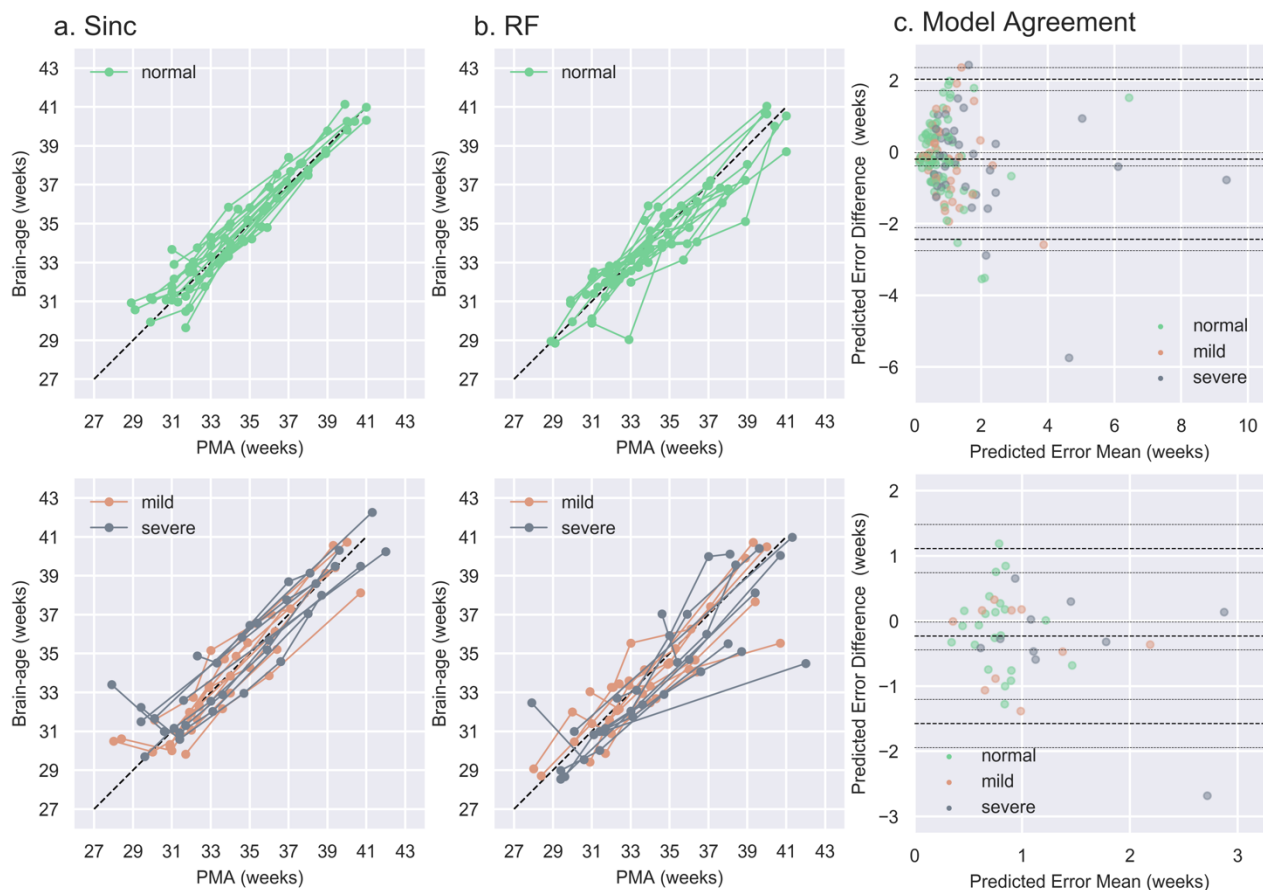 a. Sinc
b. RF
c. Model Agreement
43
41
39
37
35
33
31
29
27
Brain-age (weeks)
normal
27 29 31 33 35 37 39 41 43
PMA (weeks)
43
41
39
37
35
33
31
29
27
Brain-age (weeks)
normal
27 29 31 33 35 37 39 41 43
PMA (weeks)
2
0
−2
−4
−6
Predicted Error Difference (weeks)
normal
mild
severe
0 2 4 6 8 10
Predicted Error Mean (weeks)
43
41
39
37
35
33
31
29
27
Brain-age (weeks)
mild
severe
27 29 31 33 35 37 39 41 43
PMA (weeks)
43
41
39
37
35
33
31
29
27
Brain-age (weeks)
mild
severe
27 29 31 33 35 37 39 41 43
PMA (weeks)
2
1
0
−1
−2
−3
Predicted Error Difference (weeks)
normal
mild
severe
0 1 2 3
Predicted Error Mean (weeks)